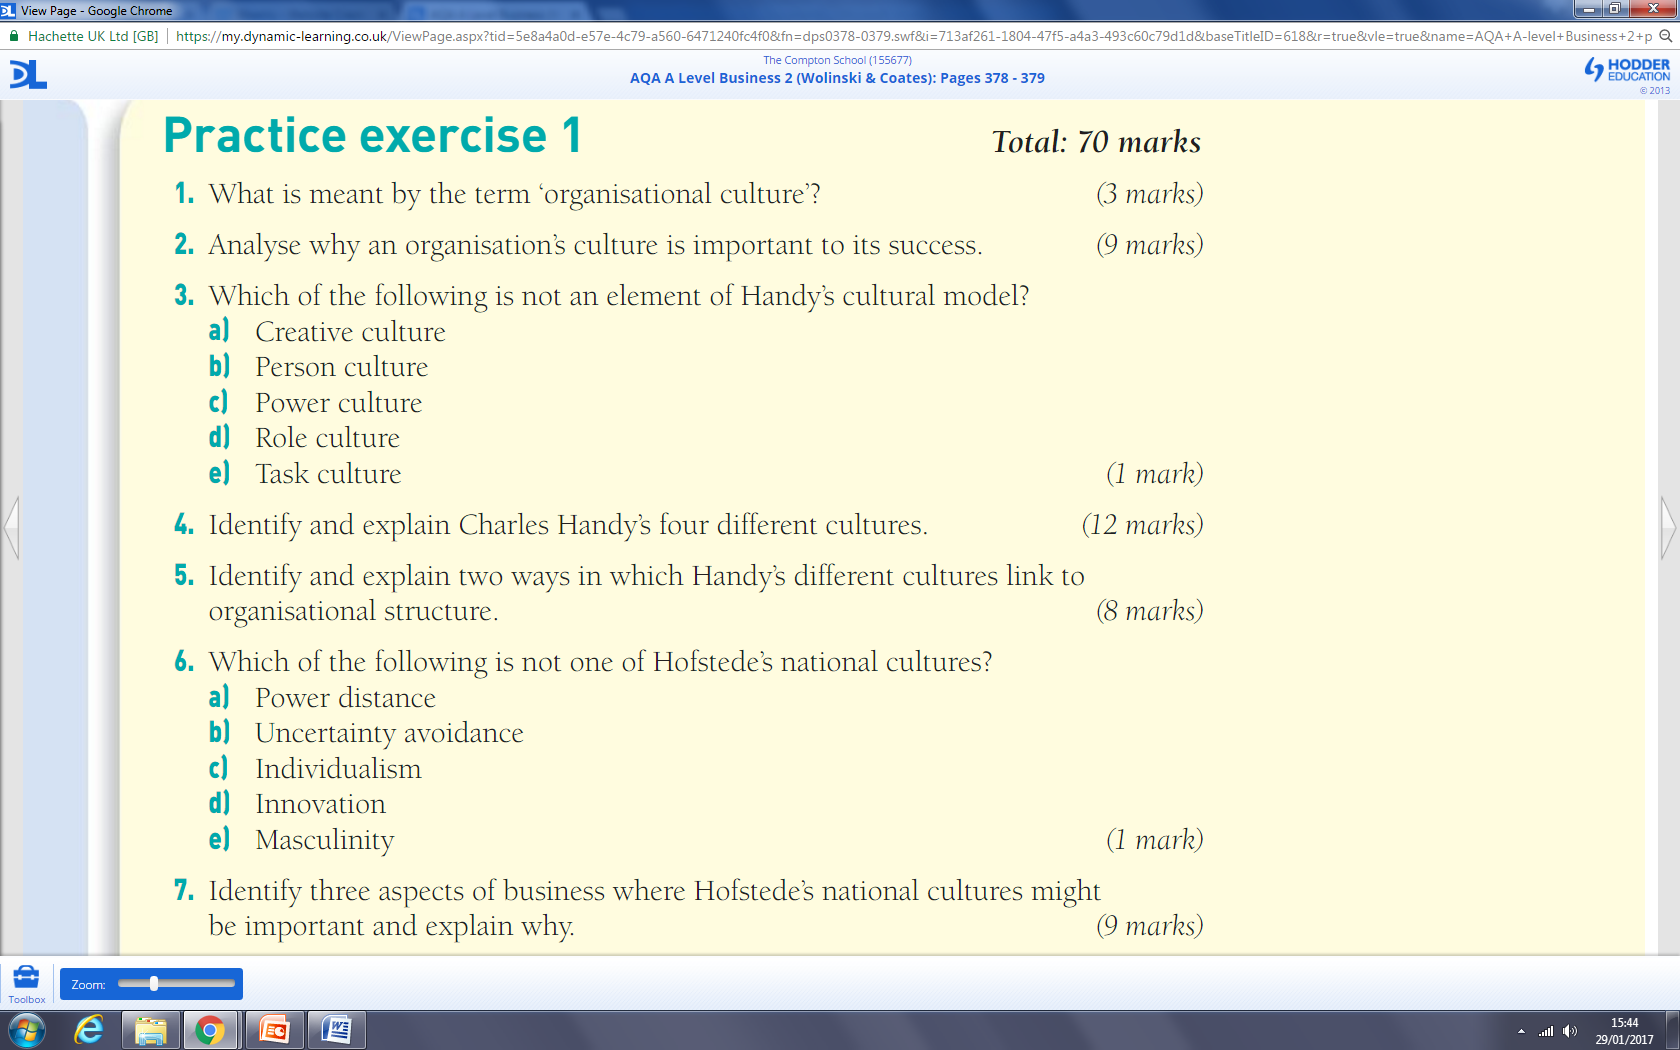 View Page - Google Chrome
Hachette UK Ltd [GB] https://my.dynamic-learning.co.uk/ViewPage.aspx?tid=5e8a4a0d-e57e-4c79-a560-6471240fc4f0&fn=dps0378-0379.swf&i=713af261-1804-47f5-a4a3-493c60c79d1d&baseTitleID=618&r=true&vle=true&name=AQA+A-level+Business+2+p
The Compton School (155677)
AQA A Level Business 2 (Wolinski & Coates): Pages 378 - 379
DL
HODDER
EDUCATION
© 2013
Practice exercise 1 Total: 70 marks
1. What is meant by the term ‘organisational culture’? (3 marks)
2. Analyse why an organisation’s culture is important to its success. (9 marks)
3. Which of the following is not an element of Handy’s cultural model?
a) Creative culture
b) Person culture
c) Power culture
d) Role culture
e) Task culture (1 mark)
4. Identify and explain Charles Handy’s four different cultures. (12 marks)
5. Identify and explain two ways in which Handy’s different cultures link to
organisational structure. (8 marks)
6. Which of the following is not one of Hofstede’s national cultures?
a) Power distance
b) Uncertainty avoidance
c) Individualism
d) Innovation
e) Masculinity (1 mark)
7. Identify three aspects of business where Hofstede’s national cultures might
be important and explain why. (9 marks)
Toolbox
Zoom:
15:44
29/01/2017